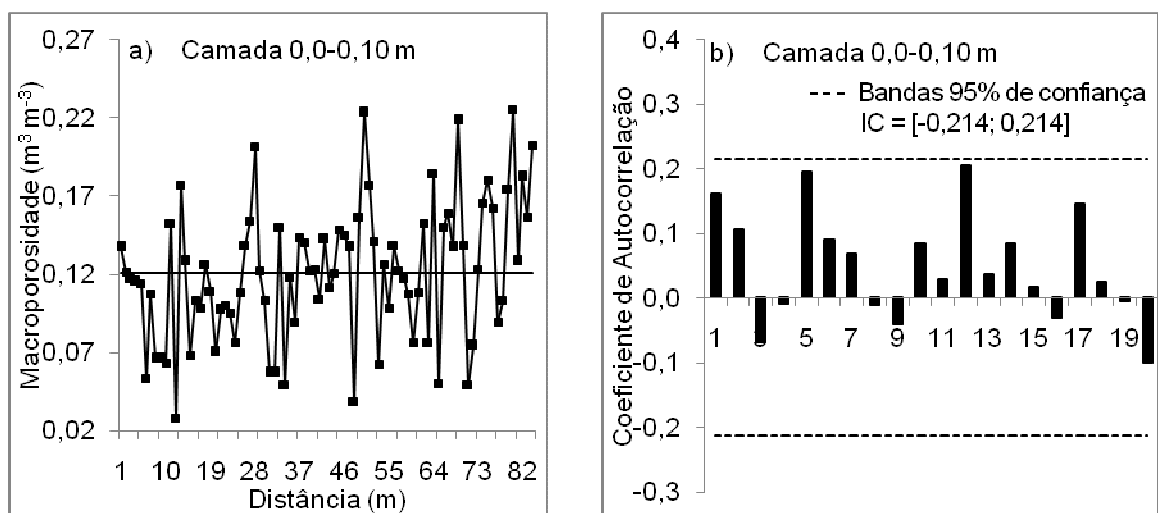 a) Camada 0,0-0,10 m
Macroporosidade (m³ m⁻³)
0,27
0,22
0,17
0,12
0,07
0,02
1 10 19 28 37 46 55 64 73 82
Distância (m)
b) Camada 0,0-0,10 m
Bandas 95% de confiança
IC = [-0,214; 0,214]
Coeficiente de Autocorrelação
0,4
0,3
0,2
0,1
0,0
-0,1
-0,2
-0,3
1 3 5 7 9 11 13 15 17 19